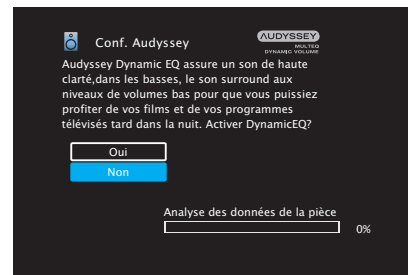 Conf. Audyssey
AUDYSSEY
MULTEQ
DYNAMIC VOLUME
Audyssey Dynamic EQ assure un son de haute
clarté,dans les basses, le son surround aux
niveaux de volumes bas pour que vous puissiez
profiter de vos films et de vos programmes
télévisés tard dans la nuit. Activer DynamicEQ?
Oui
Non
Analyse des données de la pièce
0%